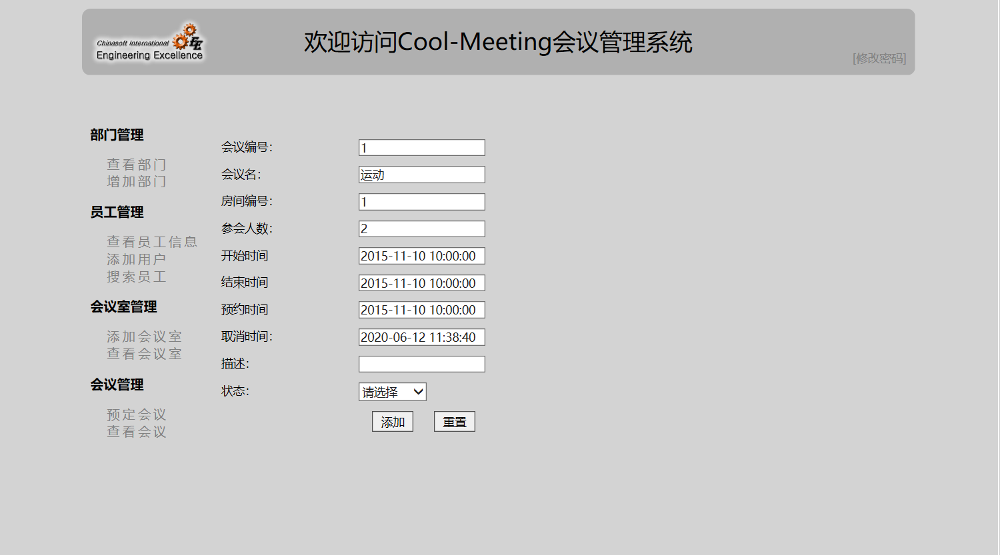 Chinasoft International
Engineering Excellence
欢迎访问Cool-Meeting会议管理系统
[修改密码]
部门管理
查看部门
增加部门
员工管理
查看员工信息
添加用户
搜索员工
会议室管理
添加会议室
查看会议室
会议管理
预定会议
查看会议
会议编号: 1
会议名: 运动
房间编号: 1
参会人数: 2
开始时间 2015-11-10 10:00:00
结束时间 2015-11-10 10:00:00
预约时间 2015-11-10 10:00:00
取消时间: 2020-06-12 11:38:40
描述:
状态: 请选择
添加 重置